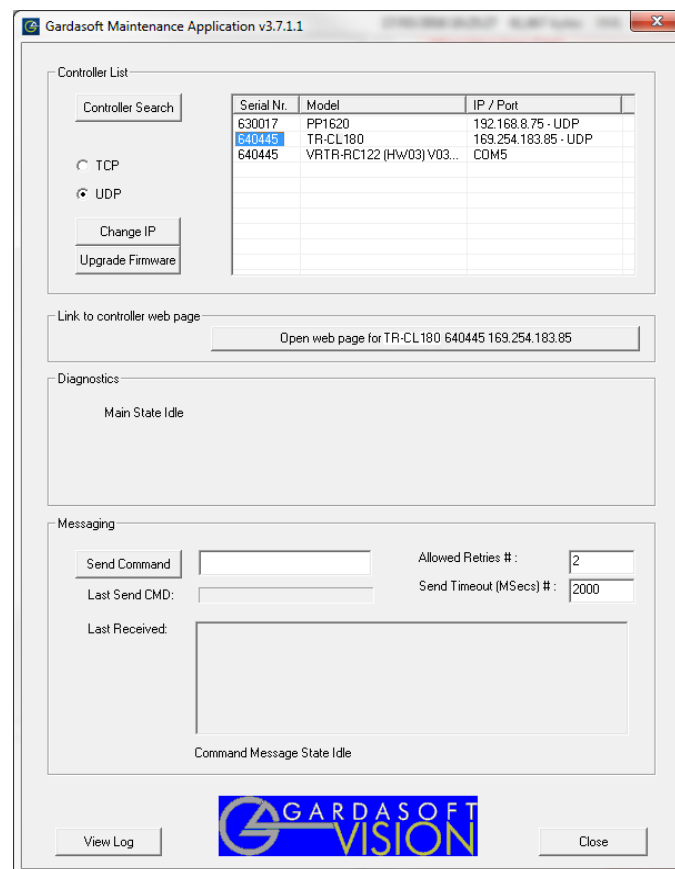 Gardasoft Maintenance Application v3.7.1.1
Controller List
Controller Search
Serial Nr. Model IP / Port
630017 PP1620 192.168.8.75 - UDP
640445 TR-CL180 169.254.183.85 - UDP
640445 VRTR-RC122 (HW03) V03... COM5
TCP
UDP
Change IP
Upgrade Firmware
Link to controller web page
Open web page for TR-CL180 640445 169.254.183.85
Diagnostics
Main State Idle
Messaging
Send Command Allowed Retries # : 2
Last Send CMD: Send Timeout (MSecs) # : 2000
Last Received:
Command Message State Idle
View Log
GARDASOFT
VISION
Close